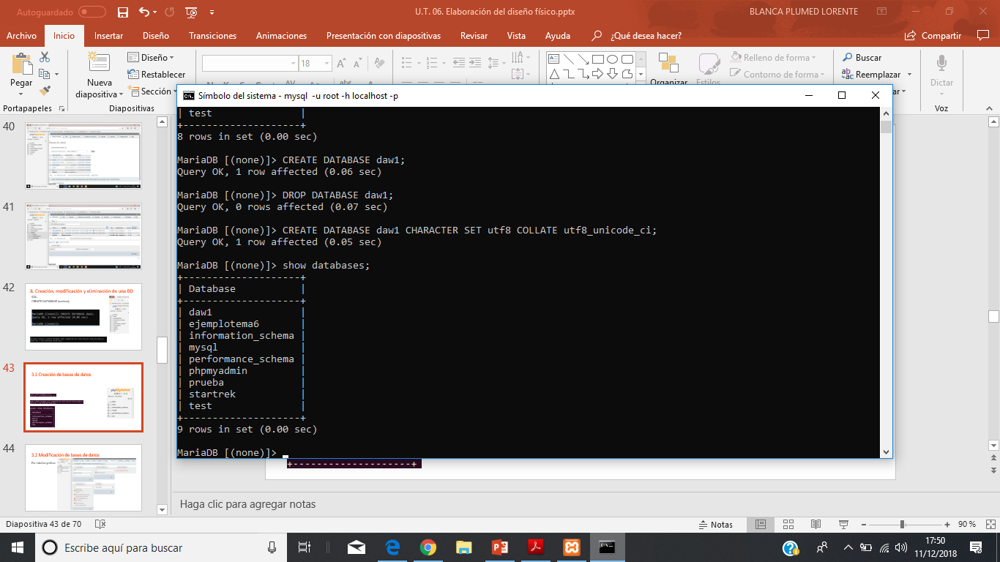 Autoguardado
U.T. 06. Elaboración del diseño físico.pptx
BLANCA PLUMED LORENTE
Archivo Inicio Insertar Diseño Transiciones Animaciones Presentación con diapositivas Revisar Vista Ayuda ¿Qué desea hacer? Compartir
Pegar
Nueva diapositiva
Diseño
Restablecer
Sección
18
Organizar
Estilos
Relleno de forma
Contorno de forma
Buscar
Reemplazar
Dictar
Portapapeles
Diapositivas
Voz
Símbolo del sistema - mysql -u root -h localhost -p
| test |
+--------------------+
8 rows in set (0.00 sec)
MariaDB [(none)]> CREATE DATABASE daw1;
Query OK, 1 row affected (0.06 sec)
MariaDB [(none)]> DROP DATABASE daw1;
Query OK, 0 rows affected (0.07 sec)
MariaDB [(none)]> CREATE DATABASE daw1 CHARACTER SET utf8 COLLATE utf8_unicode_ci;
Query OK, 1 row affected (0.05 sec)
MariaDB [(none)]> show databases;
+--------------------+
| Database |
+--------------------+
| daw1 |
| ejemplotema6 |
| information_schema |
| mysql |
| performance_schema |
| phpmyadmin |
| prueba |
| startrek |
| test |
+--------------------+
9 rows in set (0.00 sec)
MariaDB [(none)]>
+--------------------+
40
41
42
8. Creación, modificación y eliminación de una BD
CREATE DATABASE [nombre];
43
3.1 Creación de bases de datos
phpMyAdmin
44
3.2 Modificación de bases de datos
Por interfaz gráfica:
Haga clic para agregar notas
Diapositiva 43 de 70
Notas
90 %
Escribe aquí para buscar
17:50
11/12/2018